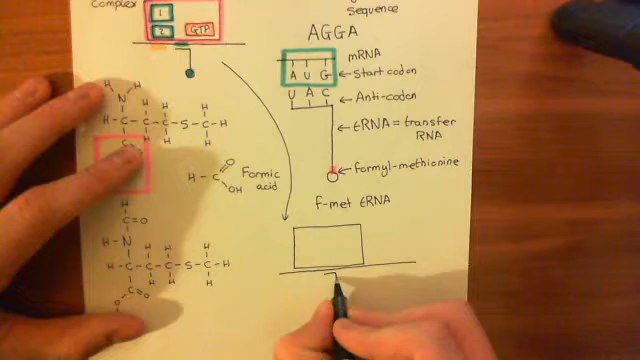 Complex
1
2
GTP
Sequence
AGGA
mRNA
A U G
Start codon
U A C
Anti-codon
tRNA = transfer
RNA
formyl-methionine
f-met tRNA
H H
N H H H
H-C-C-C-S-C-H
H H H
H-C
O
OH
Formic
acid
H
C=O
H-N H H H
H-C-C-C-S-C-H
H H H
C=O
O